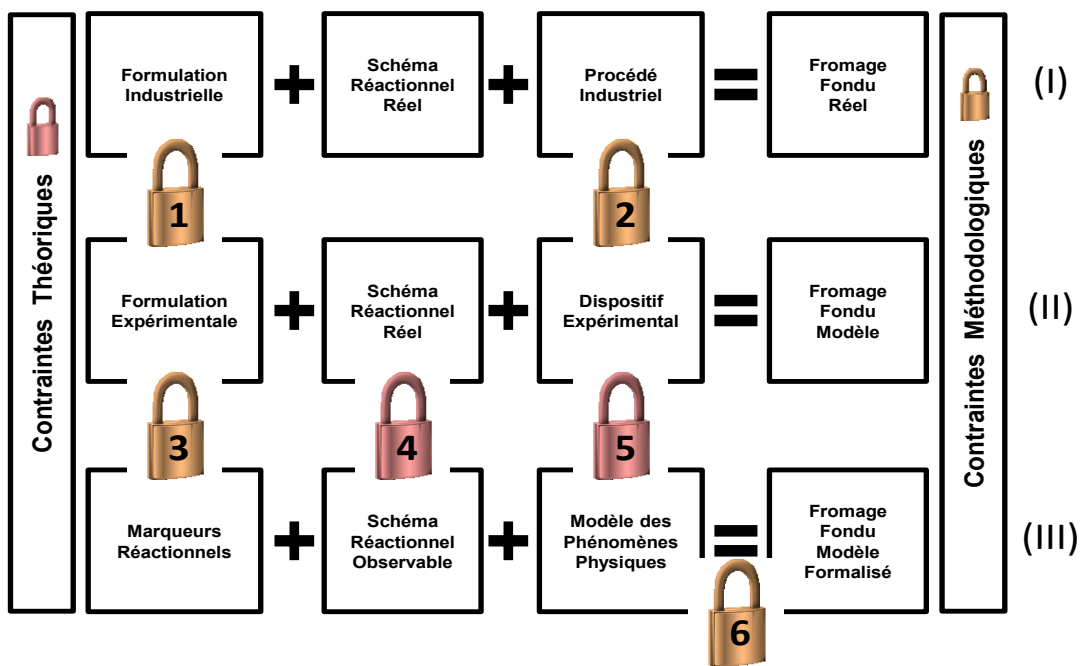 Contraintes Théoriques
Formulation
Industrielle
+
Schéma
Réactionnel
Réel
+
Procédé
Industriel
=
Fromage
Fondu
Réel
(I)
1
2
Formulation
Expérimentale
+
Schéma
Réactionnel
Réel
+
Dispositif
Expérimental
=
Fromage
Fondu
Modèle
(II)
3
4
5
Marqueurs
Réactionnels
+
Schéma
Réactionnel
Observable
+
Modèle des
Phénomènes
Physiques
=
Fromage
Fondu
Modèle
Formalisé
(III)
6
Contraintes Méthodologiques